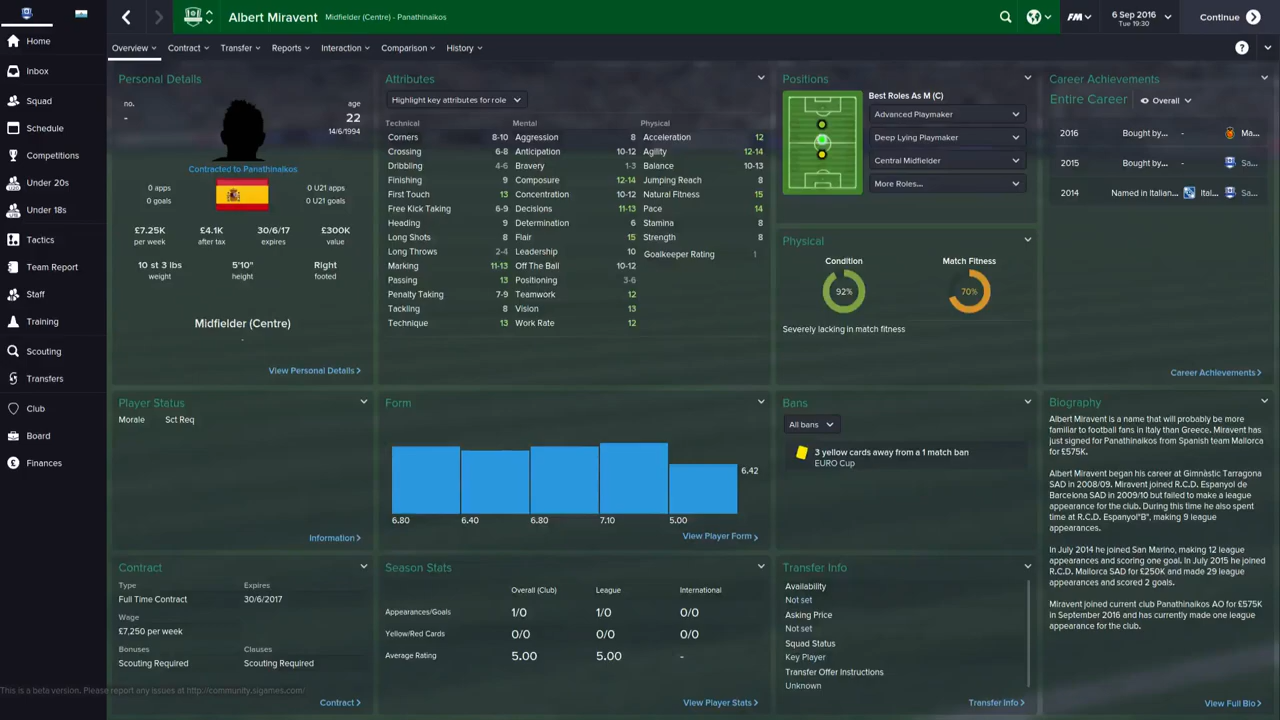 Albert Miravent
Midfielder (Centre) - Panathinaikos
FM
6 Sep 2016
Tue 19:30
Continue
Home
Inbox
Squad
Schedule
Competitions
Under 20s
Under 18s
Tactics
Team Report
Staff
Training
Scouting
Transfers
Club
Board
Finances
Overview
Contract
Transfer
Reports
Interaction
Comparison
History
?
Personal Details
no.
-
age
22
14/6/1994
Contracted to Panathinaikos
0 apps
0 goals
0 U21 apps
0 U21 goals
£7.25K per week
£4.1K after tax
30/6/17 expires
£300K value
10 st 3 lbs weight
5'10" height
Right footed
Midfielder (Centre)
-
View Personal Details
Attributes
Highlight key attributes for role
Technical
Corners 8-10
Crossing 6-8
Dribbling 4-6
Finishing 9
First Touch 13
Free Kick Taking 6-9
Heading 9
Long Shots 8
Long Throws 2-4
Marking 11-13
Passing 13
Penalty Taking 7-9
Tackling 8
Technique 13
Mental
Aggression 8
Anticipation 10-12
Bravery 1-3
Composure 12-14
Concentration 10-12
Decisions 11-13
Determination 6
Flair 15
Leadership 10
Off The Ball 10-12
Positioning 3-6
Teamwork 12
Vision 13
Work Rate 12
Physical
Acceleration 12
Agility 12-14
Balance 10-13
Jumping Reach 8
Natural Fitness 15
Pace 14
Stamina 8
Strength 8
Goalkeeper Rating 1
Positions
Best Roles As M (C)
Advanced Playmaker
Deep Lying Playmaker
Central Midfielder
More Roles...
Physical
Condition
92%
Match Fitness
70%
Severely lacking in match fitness
Career Achievements
Entire Career
Overall
2016 Bought by... - Ma...
2015 Bought by... - Sa...
2014 Named in Italian... Ital... Sa...
Career Achievements
Player Status
Morale Sct Req
Information
Form
6.80
6.40
6.80
7.10
5.00
6.42
View Player Form
Bans
All bans
3 yellow cards away from a 1 match ban
EURO Cup
Biography
Albert Miravent is a name that will probably be more
familiar to football fans in Italy than Greece. Miravent has
just signed for Panathinaikos from Spanish team Mallorca
for £575K.
Albert Miravent began his career at Gimnàstic Tarragona
SAD in 2008/09. Miravent joined R.C.D. Espanyol de
Barcelona SAD in 2009/10 but failed to make a league
appearance for the club. During this time he also spent
time at R.C.D. Espanyol"B", making 9 league
appearances.
In July 2014 he joined San Marino, making 12 league
appearances and scoring one goal. In July 2015 he joined
R.C.D. Mallorca SAD for £250K and made 29 league
appearances and scored 2 goals.
Miravent joined current club Panathinaikos AO for £575K
in September 2016 and has currently made one league
appearance for the club.
View Full Bio
Contract
Type
Full Time Contract
Expires
30/6/2017
Wage
£7,250 per week
Bonuses
Scouting Required
Clauses
Scouting Required
Contract
Season Stats
Overall (Club) League International
Appearances/Goals 1/0 1/0 0/0
Yellow/Red Cards 0/0 0/0 0/0
Average Rating 5.00 5.00 -
View Player Stats
Transfer Info
Availability
Not set
Asking Price
Not set
Squad Status
Key Player
Transfer Offer Instructions
Unknown
Transfer Info
This is a beta version. Please report any issues at http://community.sigames.com/